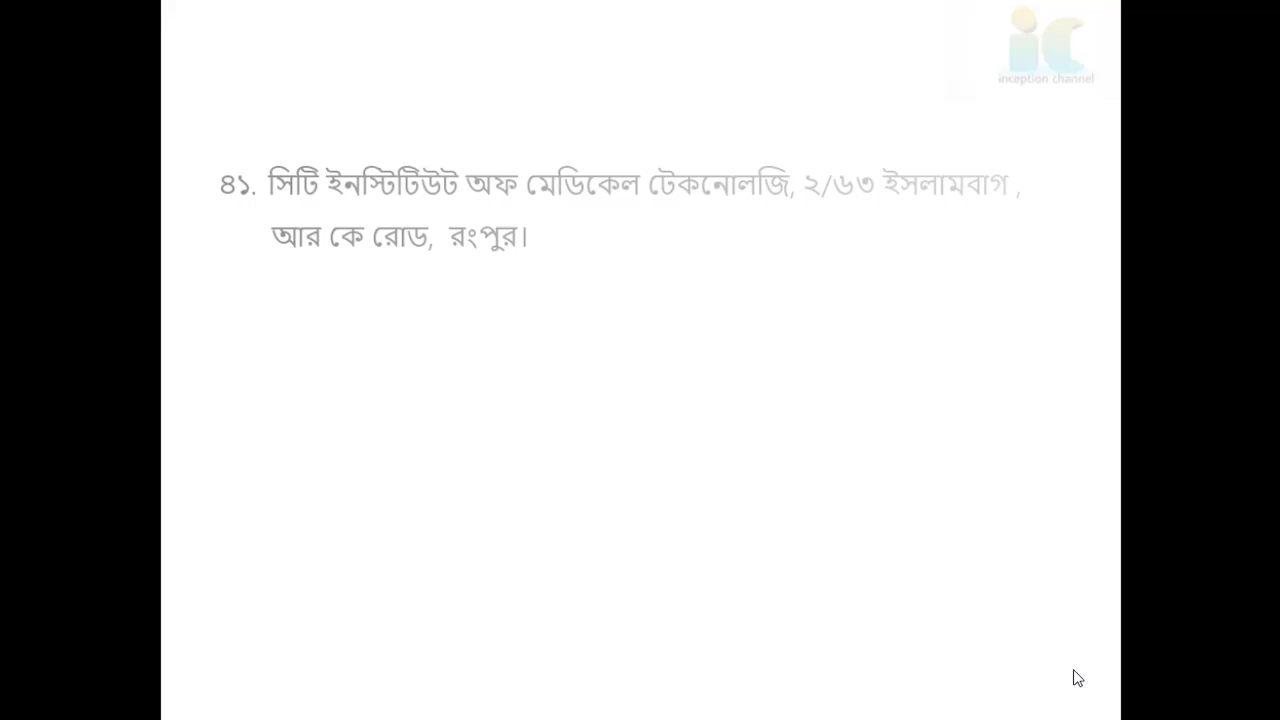 inception channel
৪১. সিটি ইনস্টিটিউট অফ মেডিকেল টেকনোলজি, ২/৬৩ ইসলামবাগ ,
আর কে রোড, রংপুর।